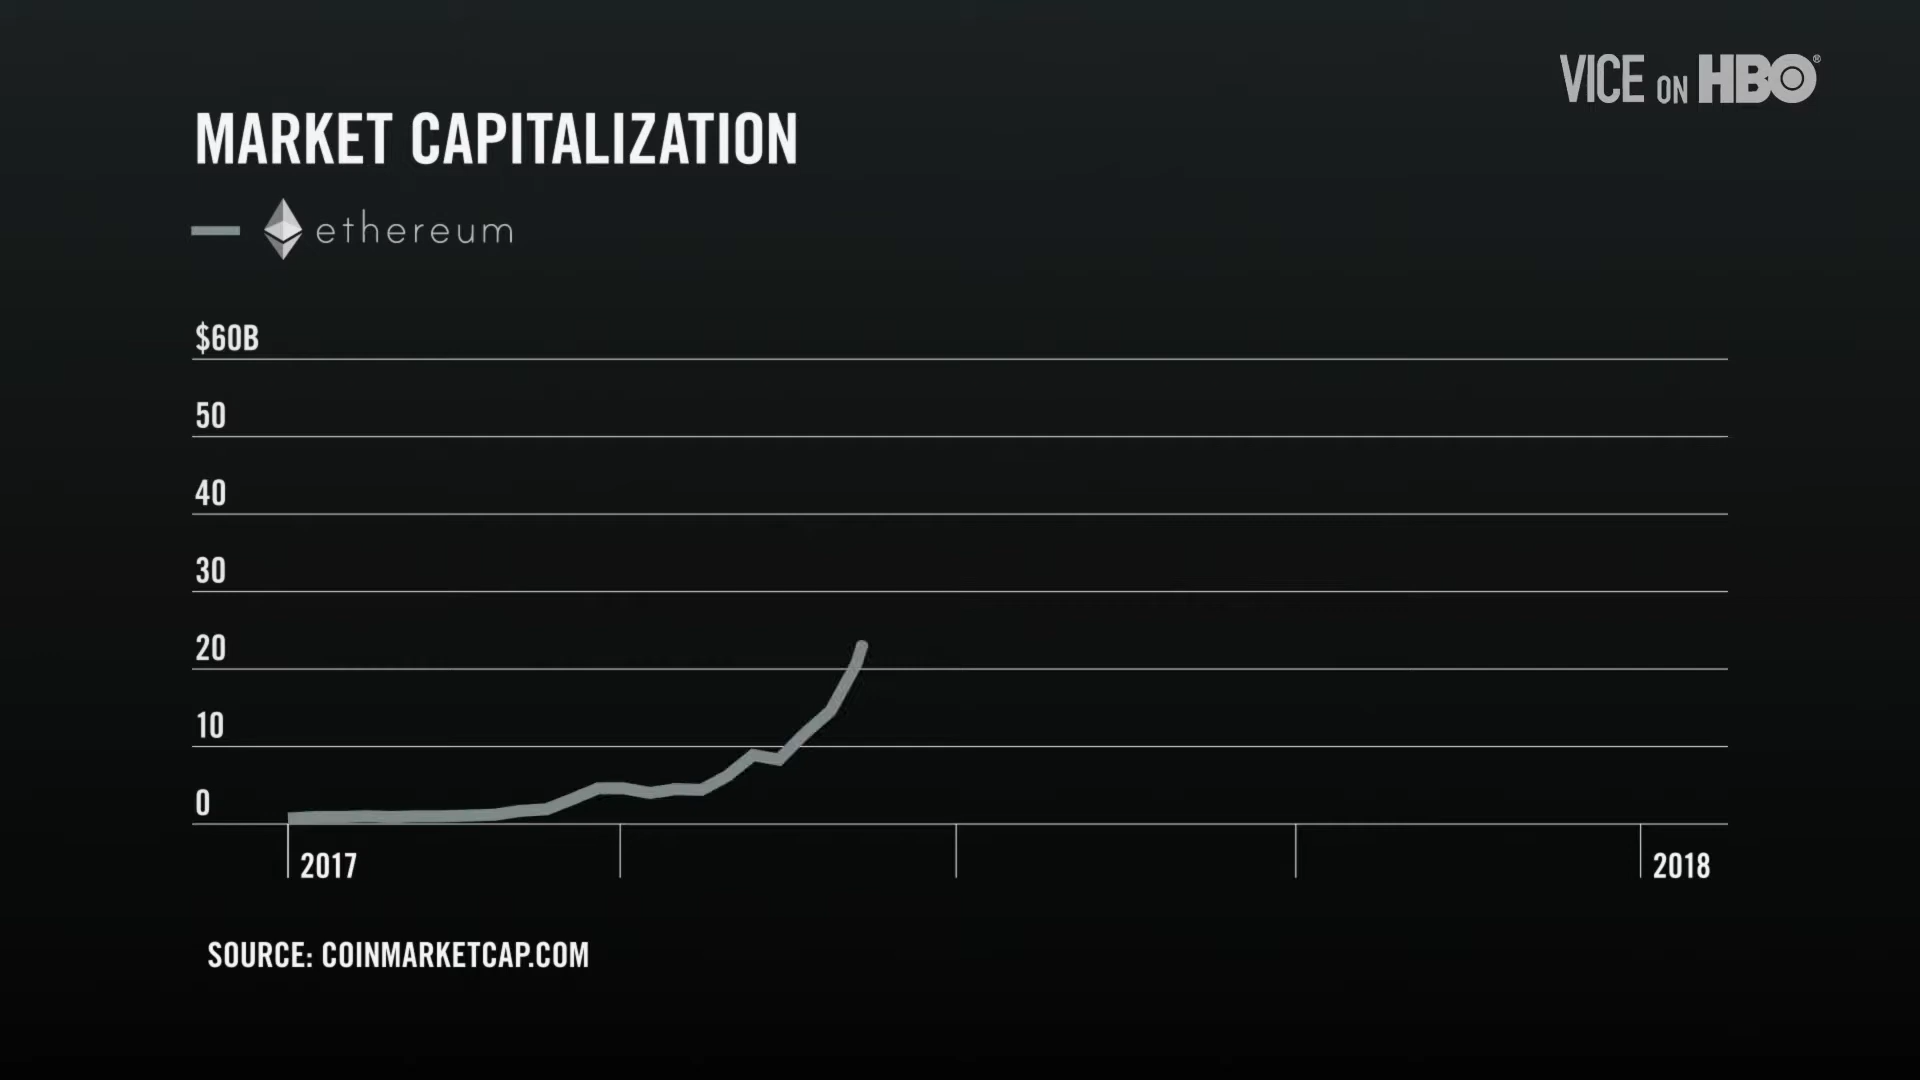 VICE ON HBO®
MARKET CAPITALIZATION
ethereum
$60B
50
40
30
20
10
0
2017
2018
SOURCE: COINMARKETCAP.COM